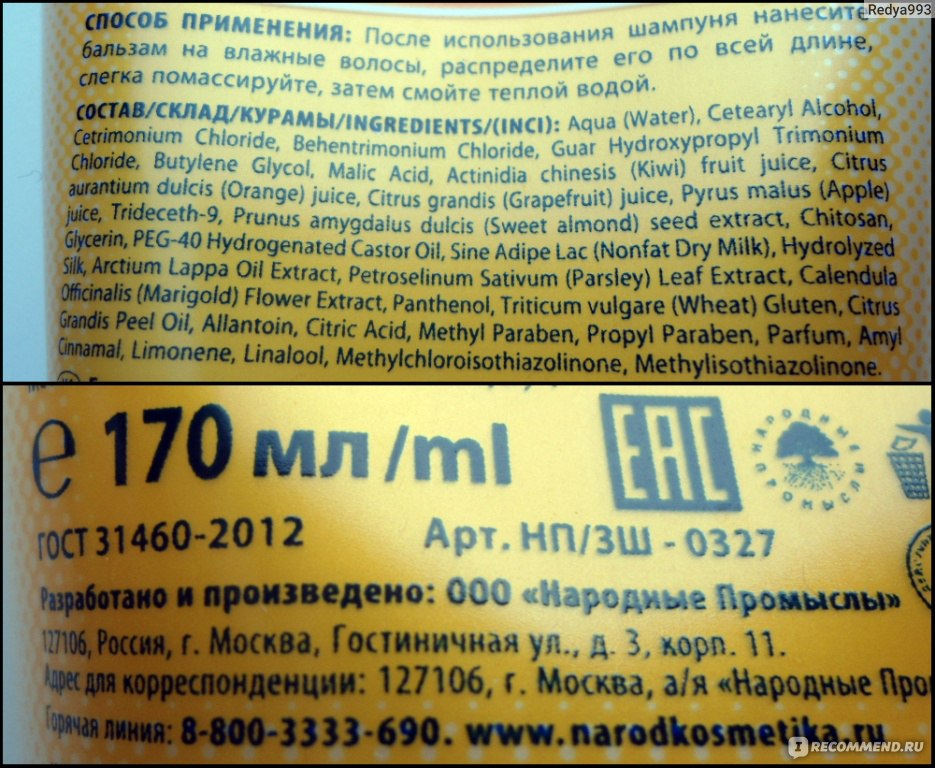 Redya993
СПОСОБ ПРИМЕНЕНИЯ: После использования шампуня нанесите
бальзам на влажные волосы, распределите его по всей длине,
слегка помассируйте, затем смойте теплой водой.
СОСТАВ/СКЛАД/КУРАМЫ/INGREDIENTS/(INCI): Aqua (Water), Cetearyl Alcohol,
Cetrimonium Chloride, Behentrimonium Chloride, Guar Hydroxypropyl Trimonium
Chloride, Butylene Glycol, Malic Acid, Actinidia chinesis (Kiwi) fruit juice, Citrus
aurantium dulcis (Orange) juice, Citrus grandis (Grapefruit) juice, Pyrus malus (Apple)
juice, Trideceth-9, Prunus amygdalus dulcis (Sweet almond) seed extract, Chitosan,
Glycerin, PEG-40 Hydrogenated Castor Oil, Sine Adipe Lac (Nonfat Dry Milk), Hydrolyzed
Silk, Arctium Lappa Oil Extract, Petroselinum Sativum (Parsley) Leaf Extract, Calendula
Officinalis (Marigold) Flower Extract, Panthenol, Triticum vulgare (Wheat) Gluten, Citrus
Grandis Peel Oil, Allantoin, Citric Acid, Methyl Paraben, Propyl Paraben, Parfum, Amyl
Cinnamal, Limonene, Linalool, Methylchloroisothiazolinone, Methylisothiazolinone.
е 170 мл/ml
EAC
НАРОДНЫЕ ПРОМЫСЛЫ
ГОСТ 31460-2012 Арт. НП/ЗШ - 0327
Разработано и произведено: ООО «Народные Промыслы»
127106, Россия, г. Москва, Гостиничная ул., д. 3, корп. 11.
Адрес для корреспонденции: 127106, г. Москва, а/я «Народные Про
Горячая линия: 8-800-3333-690. www.narodkosmetika.ru
I RECOMMEND.RU